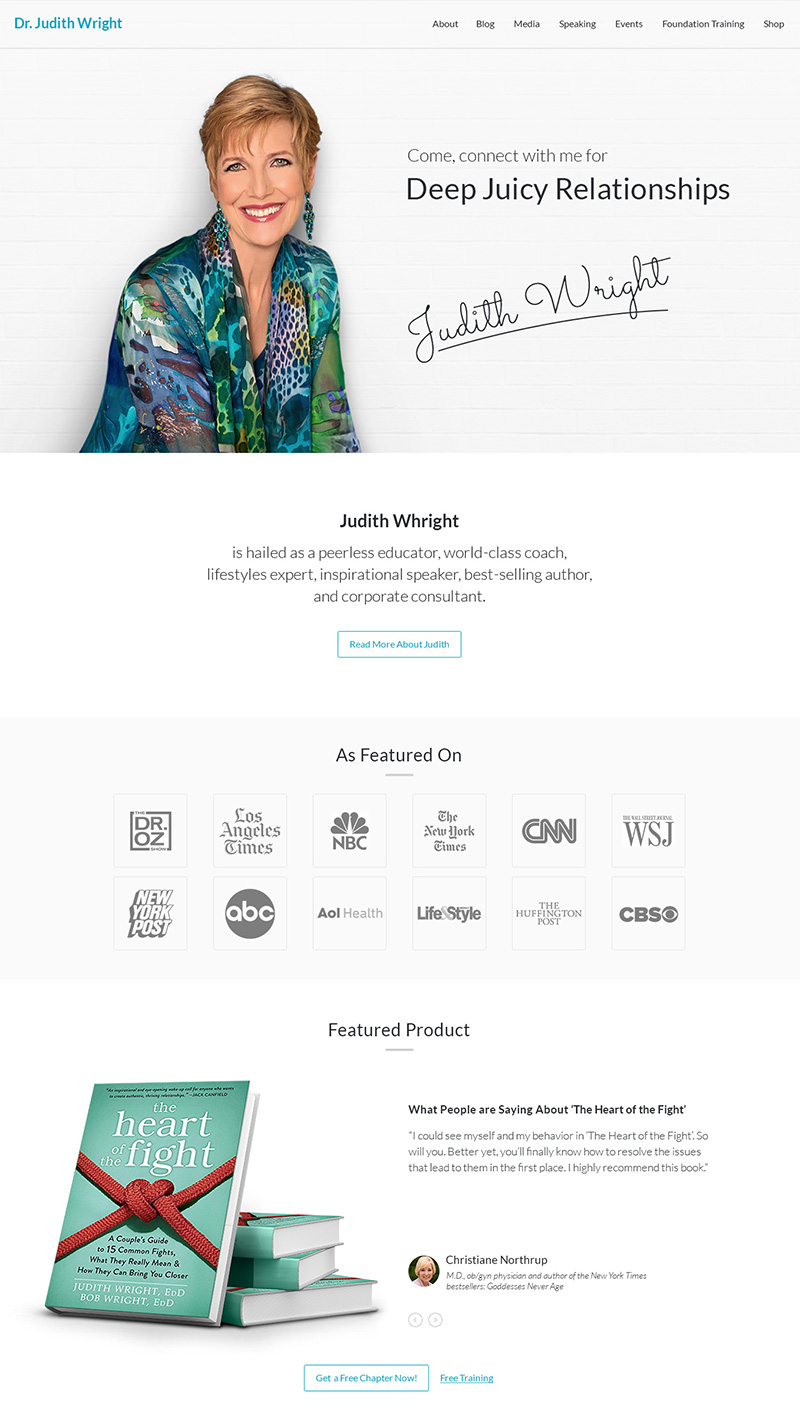 Dr. Judith Wright
About Blog Media Speaking Events Foundation Training Shop
Come, connect with me for
Deep Juicy Relationships
Judith Wright
Judith Whright
is hailed as a peerless educator, world-class coach,
lifestyles expert, inspirational speaker, best-selling author,
and corporate consultant.
Read More About Judith
As Featured On
THE
DR.
OZ
SHOW
Los
Angeles
Times
NBC
The
New York
Times
CNN
THE WALL STREET JOURNAL
WSJ
NEW
YORK
POST
abc
Aol Health
Life&Style
THE
HUFFINGTON
POST
CBS
Featured Product
"An inspirational and eye-opening wake-up call for anyone who wants
to create authentic, thriving relationships." —JACK CANFIELD
the
heart
of
the fight
A Couple's Guide
to 15 Common Fights,
What They Really Mean &
How They Can Bring You Closer
JUDITH WRIGHT, EdD
BOB WRIGHT, EdD
What People are Saying About ‘The Heart of the Fight’
“I could see myself and my behavior in ‘The Heart of the Fight’. So
will you. Better yet, you’ll finally know how to resolve the issues
that lead to them in the first place. I highly recommend this book.”
Christiane Northrup
M.D., ob/gyn physician and author of the New York Times
bestsellers: Goddesses Never Age
Get a Free Chapter Now!
Free Training